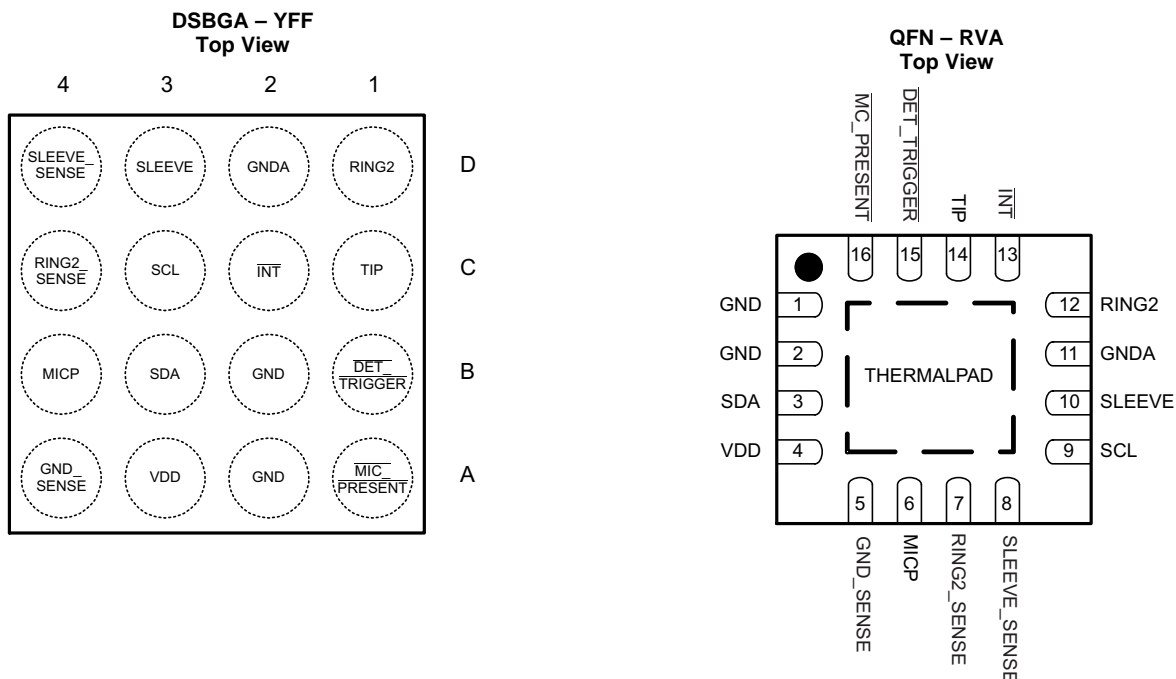 DSBGA – YFF
Top View
4 3 2 1
SLEEVE_
SENSE
SLEEVE
GNDA
RING2
D
RING2_
SENSE
SCL
INT
TIP
C
MICP
SDA
GND
DET_
TRIGGER
B
GND_
SENSE
VDD
GND
MIC_
PRESENT
A
QFN – RVA
Top View
MC_PRESENT
DET_TRIGGER
TIP
INT
16 15 14 13
GND 1
GND 2
SDA 3
VDD 4
THERMALPAD
12 RING2
11 GNDA
10 SLEEVE
9 SCL
5 6 7 8
GND_SENSE
MICP
RING2_SENSE
SLEEVE_SENSE